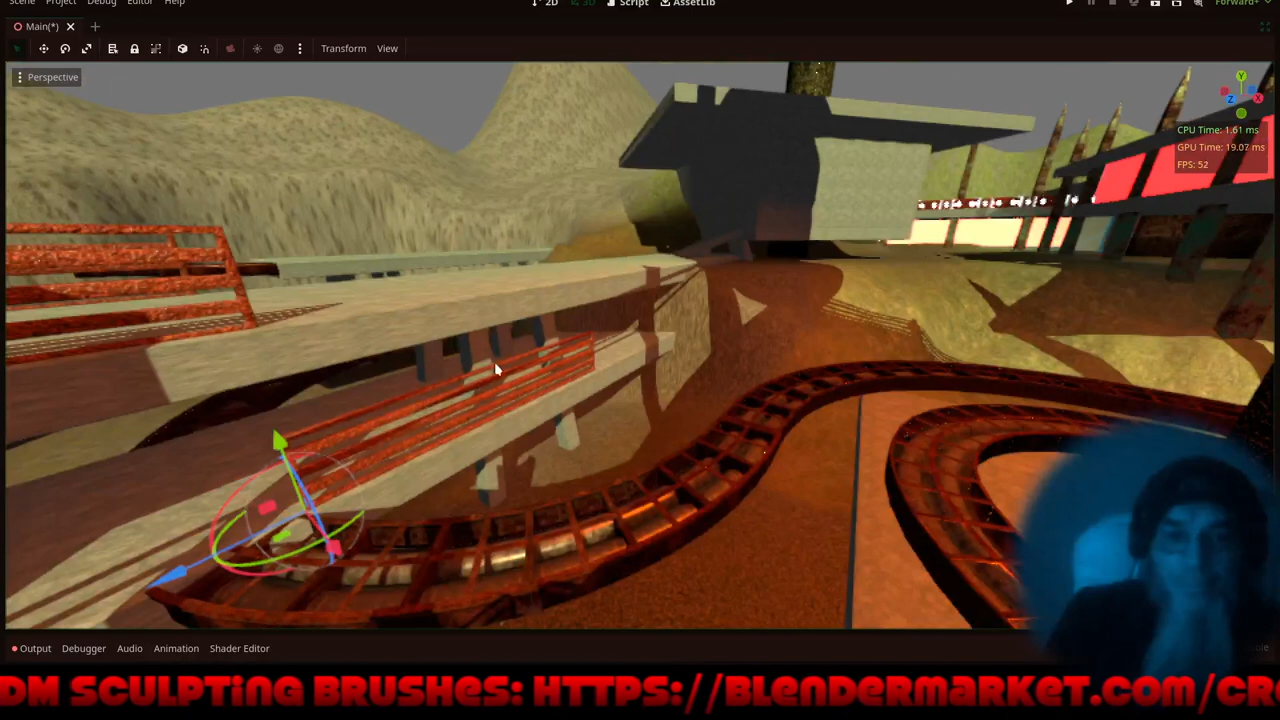 Scene Project Debug Editor Help
2D 3D Script AssetLib
Forward+
Main(*)
Transform View
Perspective
Y
Z X
CPU Time: 1.61 ms
GPU Time: 19.07 ms
FPS: 52
Output Debugger Audio Animation Shader Editor
DM SCULPTING BRUSHES: HTTPS://BLENDERMARKET.COM/CR